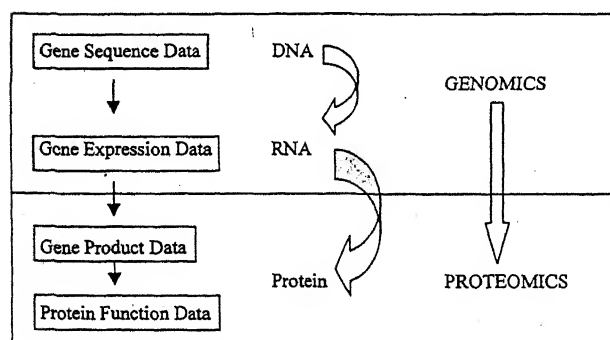 Gene Sequence Data
DNA
GENOMICS
Gene Expression Data
RNA
Gene Product Data
Protein
PROTEOMICS
Protein Function Data